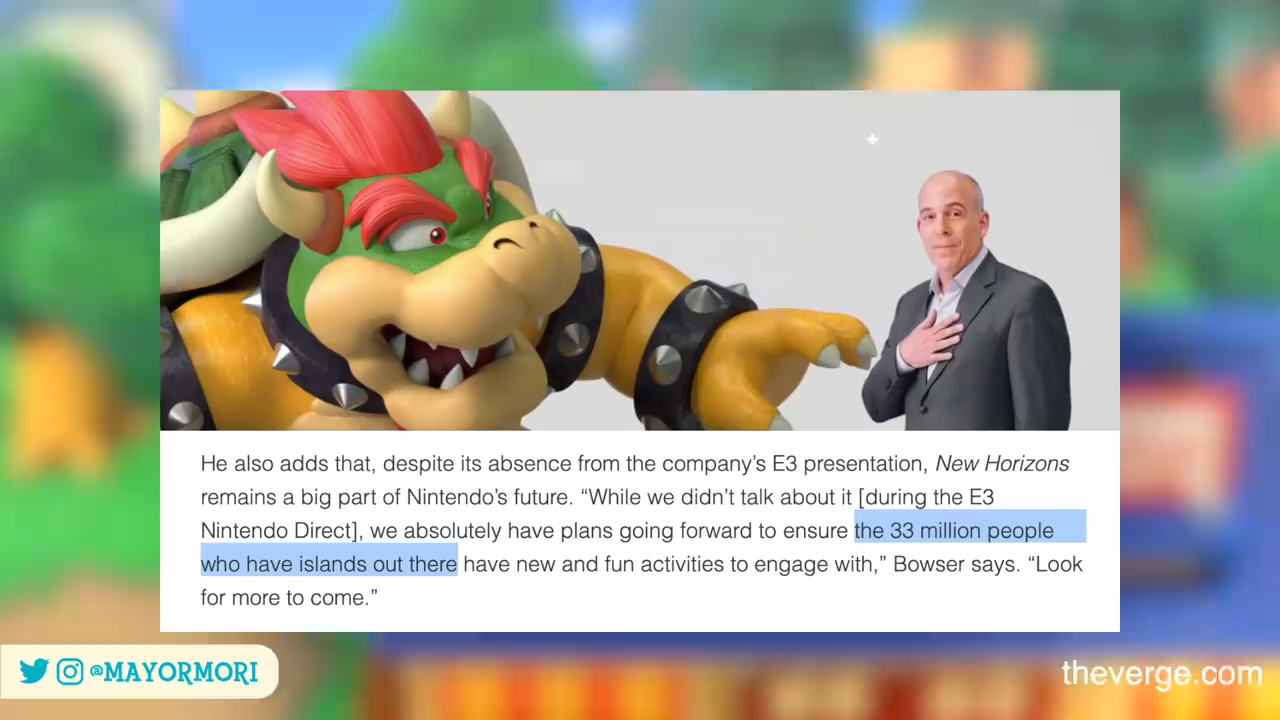 He also adds that, despite its absence from the company’s E3 presentation, New Horizons
remains a big part of Nintendo’s future. “While we didn’t talk about it [during the E3
Nintendo Direct], we absolutely have plans going forward to ensure the 33 million people
who have islands out there have new and fun activities to engage with,” Bowser says. “Look
for more to come.”
@MAYORMORI
theverge.com